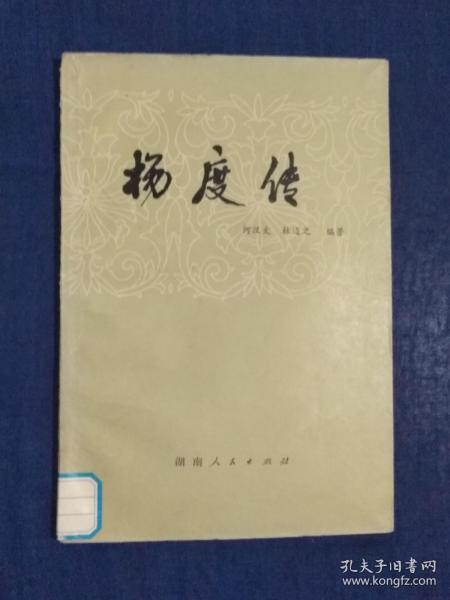 杨度传
何汉文 杜迈之 编著
湖南人民出版社
孔夫子旧书网
www.kongfz.com